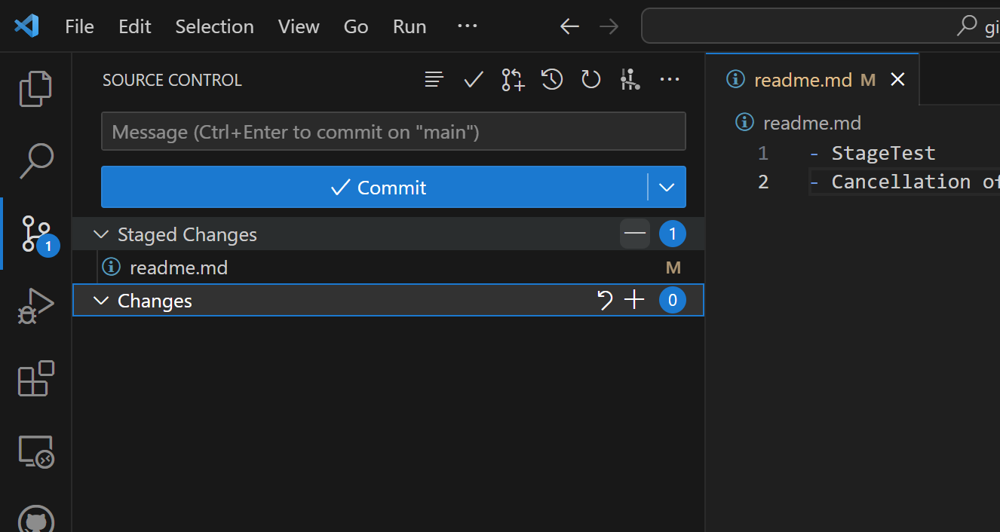 File Edit Selection View Go Run ···
gi
SOURCE CONTROL
Message (Ctrl+Enter to commit on "main")
Commit
Staged Changes 1
readme.md M
Changes 0
1
readme.md M
readme.md
1 - StageTest
2 - Cancellation of